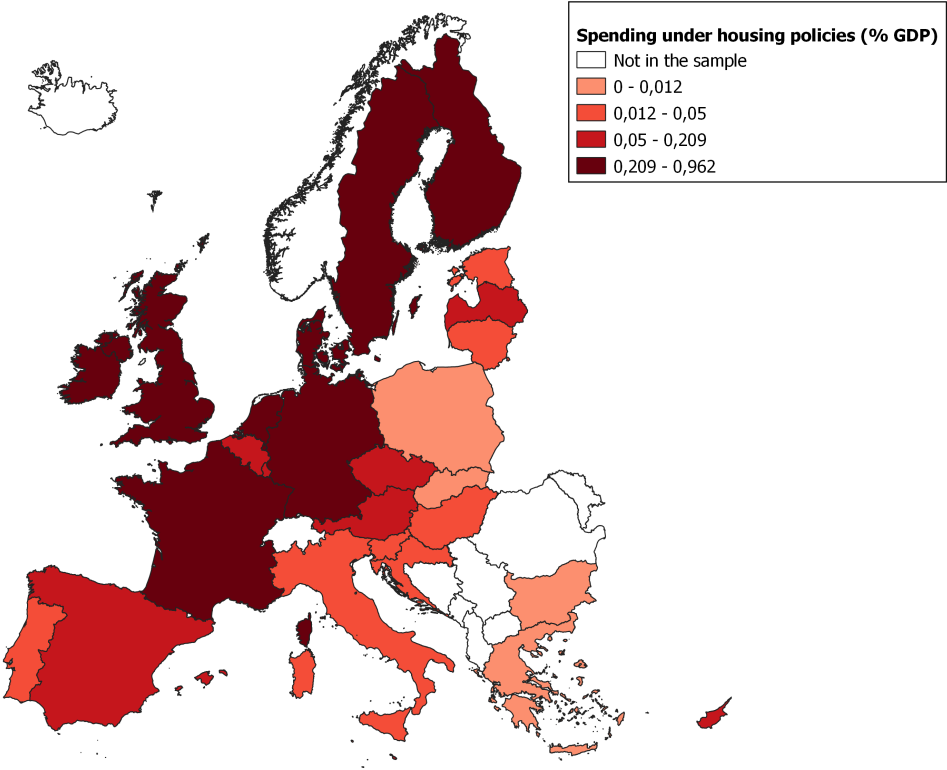 Spending under housing policies (% GDP)
Not in the sample
0 - 0,012
0,012 - 0,05
0,05 - 0,209
0,209 - 0,962